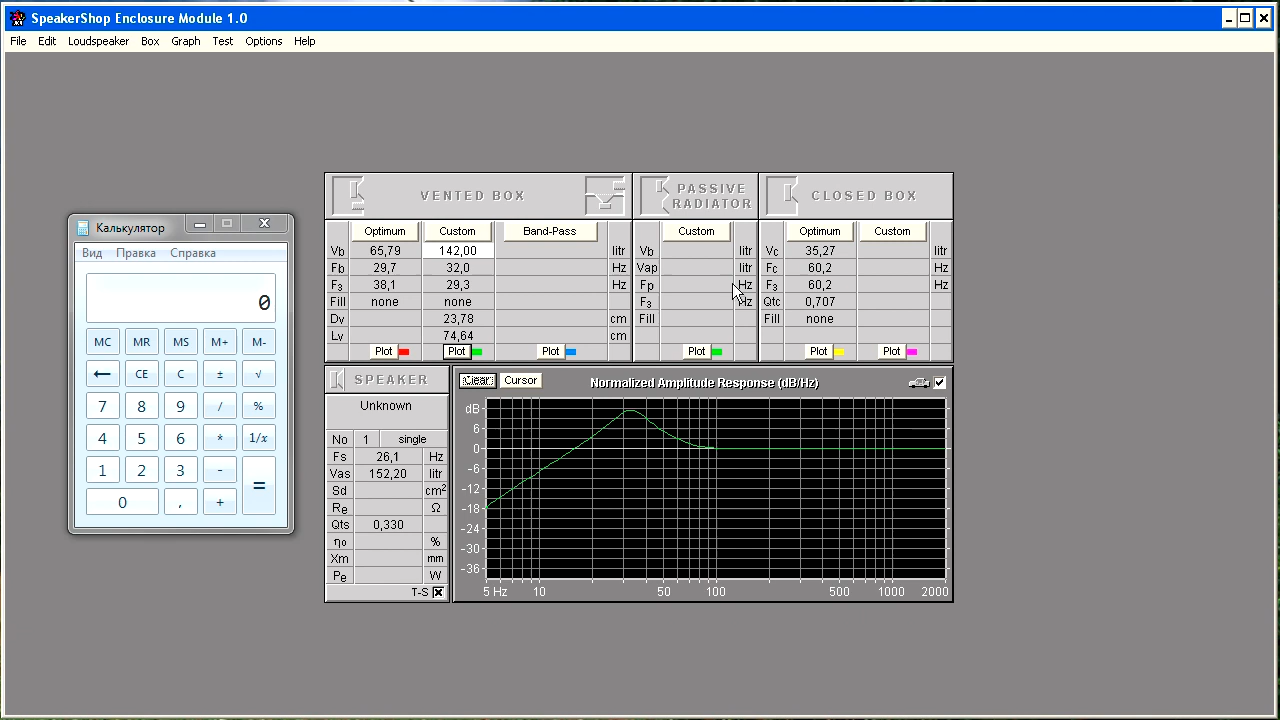 SpeakerShop Enclosure Module 1.0
File Edit Loudspeaker Box Graph Test Options Help
VENTED BOX
PASSIVE RADIATOR
CLOSED BOX
Optimum Custom Band-Pass Custom Optimum Custom
Vb 65,79 142,00 litr Vb litr Vc 35,27 litr
Fb 29,7 32,0 Hz Vap litr Fc 60,2 Hz
F3 38,1 29,3 Hz Fp Hz F3 60,2 Hz
Fill none none F3 Hz Qtc 0,707
Dv 23,78 cm Fill Fill none
Lv 74,64 cm
Plot Plot Plot Plot Plot Plot
Калькулятор
Вид Правка Справка
0
MC MR MS M+ M-
← CE C ± √
7 8 9 / %
4 5 6 * 1/x
1 2 3 - =
0 , +
SPEAKER
Unknown
No 1 single
Fs 26,1 Hz
Vas 152,20 litr
Sd cm2
Re Ω
Qts 0,330
ηo %
Xm mm
Pe W
T-S
Clear Cursor Normalized Amplitude Response (dB/Hz)
dB
6
0
-6
-12
-18
-24
-30
-36
5 Hz 10 50 100 500 1000 2000